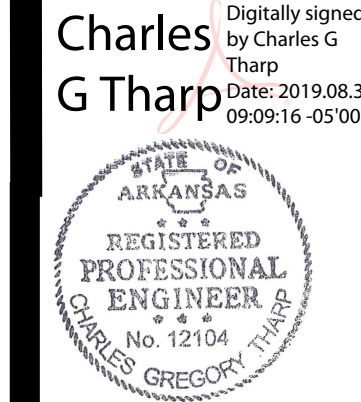 Charles
G Tharp
Digitally signed
by Charles G
Tharp
Date: 2019.08.3
09:09:16 -05'00
STATE OF
ARKANSAS
REGISTERED
PROFESSIONAL
ENGINEER
No. 12104
CHARLES GREGORY THARP